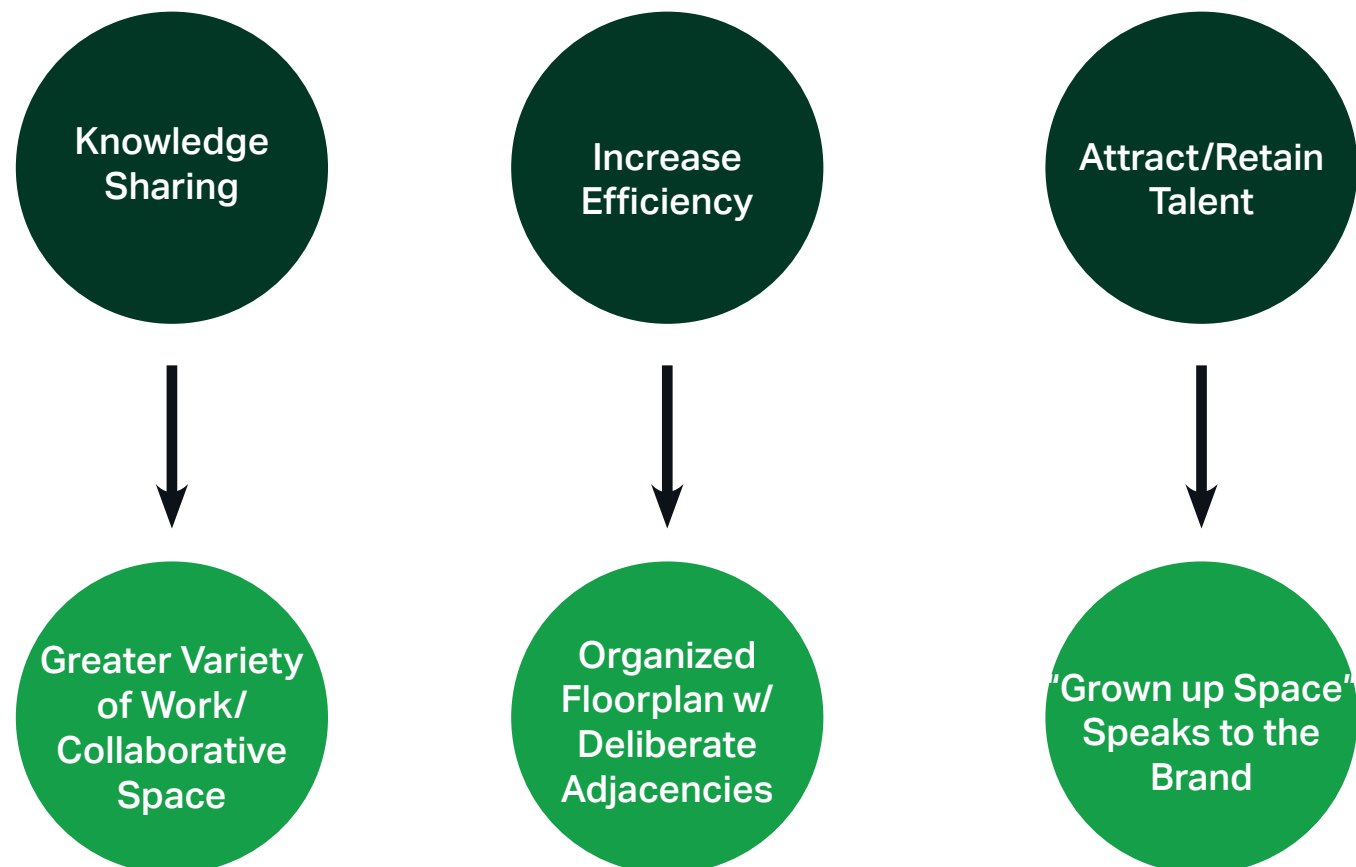 Knowledge
Sharing
Increase
Efficiency
Attract/Retain
Talent
Greater Variety
of Work/
Collaborative
Space
Organized
Floorplan w/
Deliberate
Adjacencies
"Grown up Space"
Speaks to the
Brand